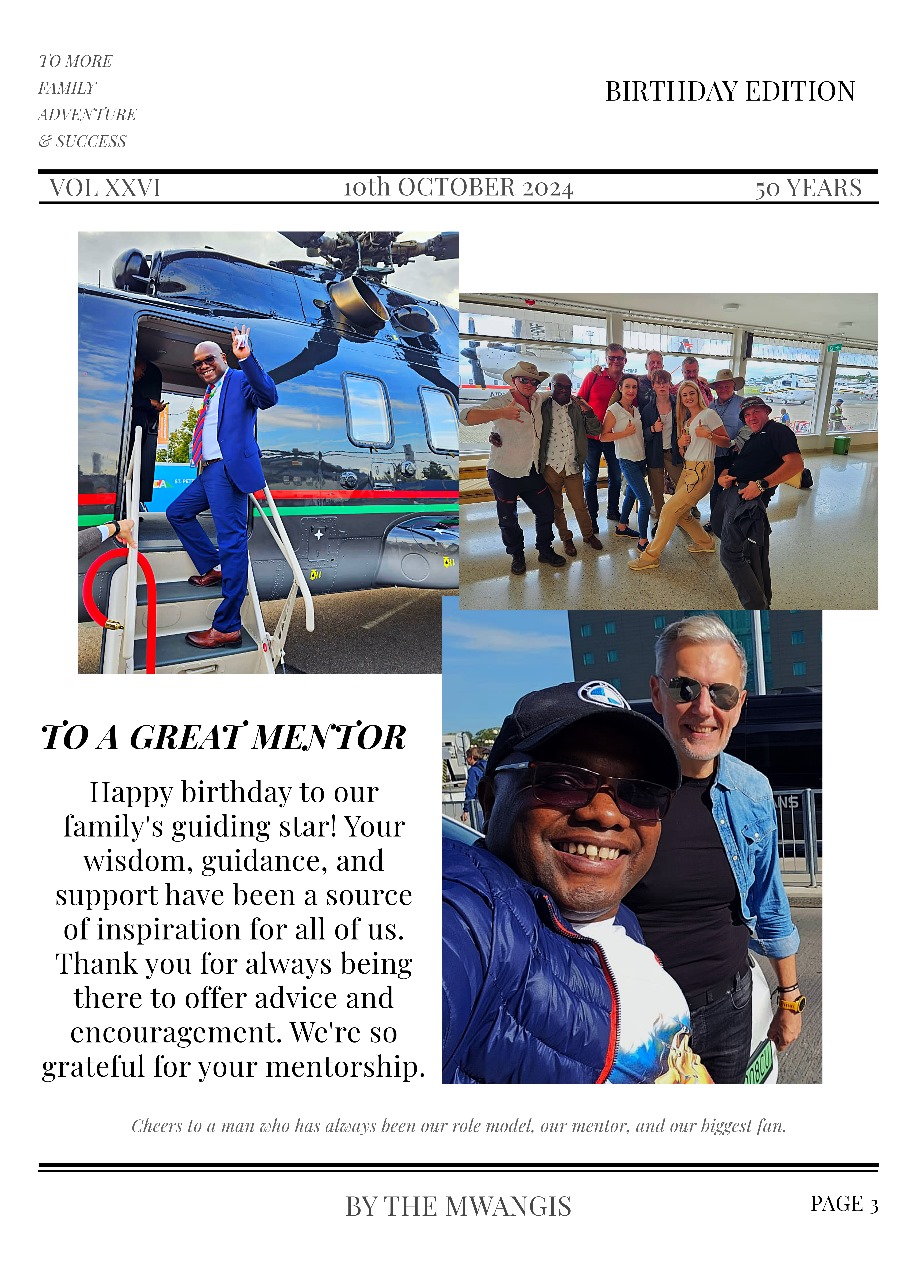 TO MORE
FAMILY
ADVENTURE
& SUCCESS
BIRTHDAY EDITION
VOL XXVI 10th OCTOBER 2024 50 YEARS
TO A GREAT MENTOR
Happy birthday to our
family's guiding star! Your
wisdom, guidance, and
support have been a source
of inspiration for all of us.
Thank you for always being
there to offer advice and
encouragement. We're so
grateful for your mentorship.
Cheers to a man who has always been our role model, our mentor, and our biggest fan.
BY THE MWANGIS
PAGE 3